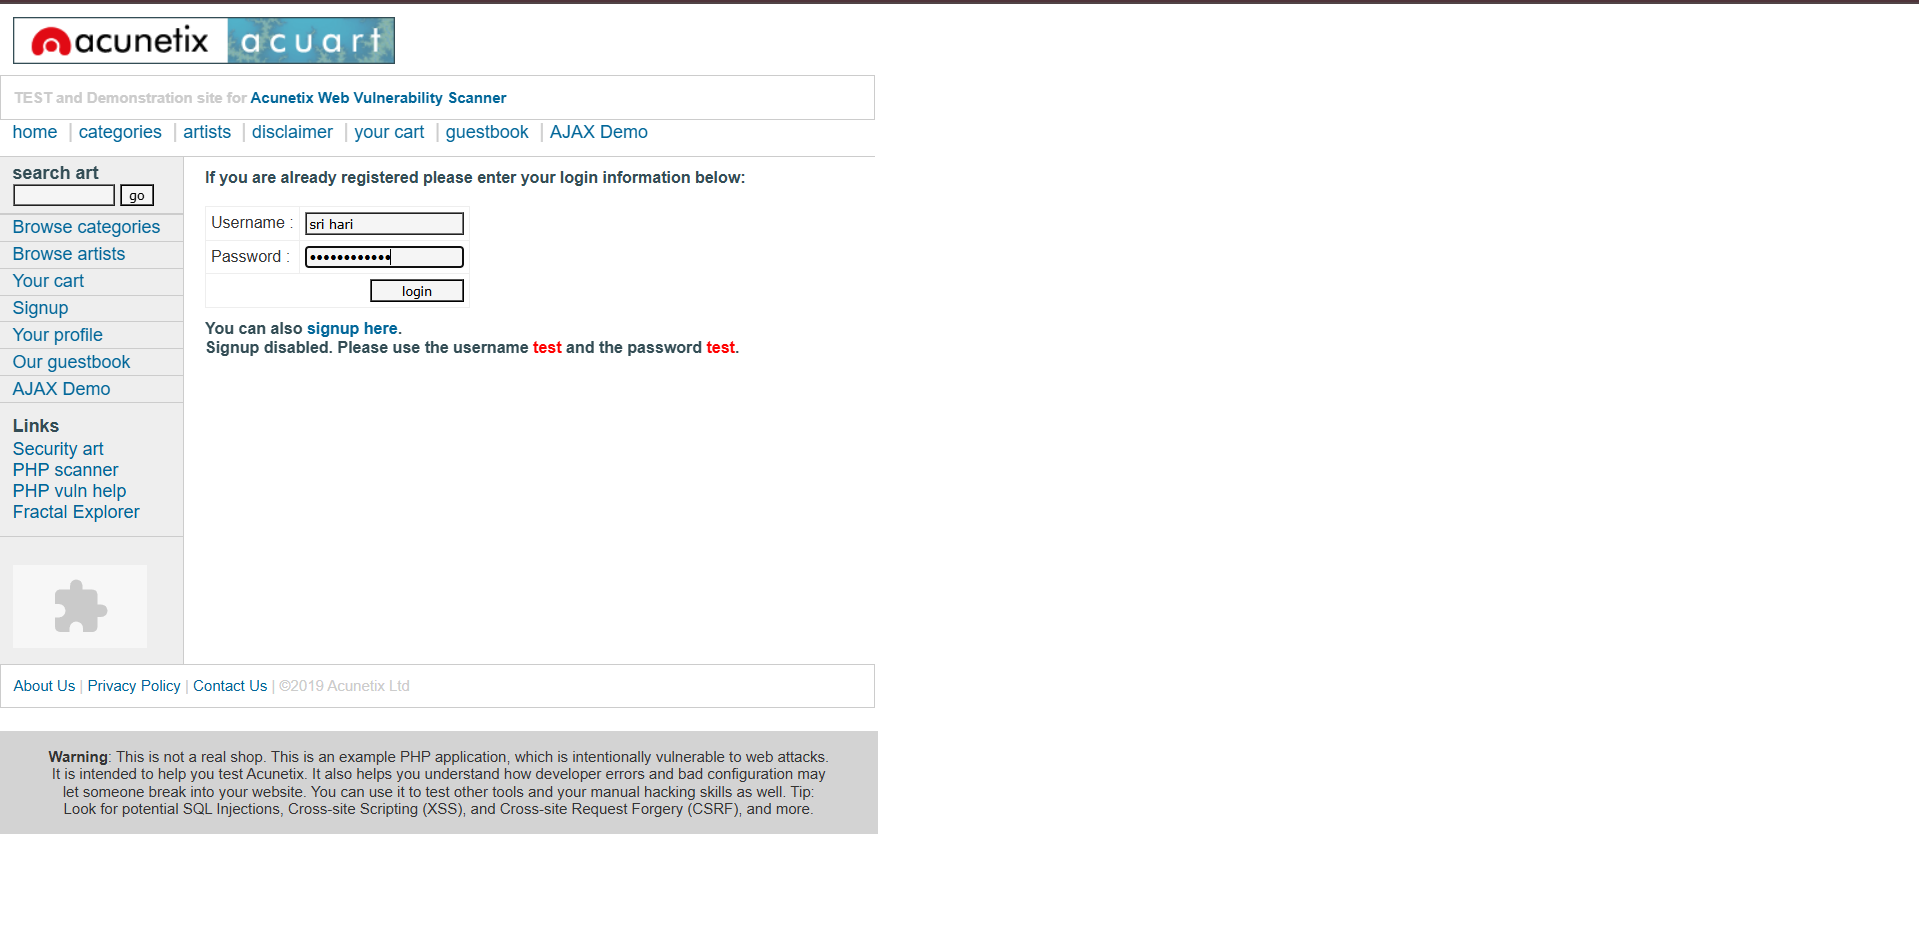 acunetix acuart
TEST and Demonstration site for Acunetix Web Vulnerability Scanner
home | categories | artists | disclaimer | your cart | guestbook | AJAX Demo
search art
go
Browse categories
Browse artists
Your cart
Signup
Your profile
Our guestbook
AJAX Demo
Links
Security art
PHP scanner
PHP vuln help
Fractal Explorer
If you are already registered please enter your login information below:
Username : sri hari
Password : ••••••••••••
login
You can also signup here.
Signup disabled. Please use the username test and the password test.
About Us | Privacy Policy | Contact Us | ©2019 Acunetix Ltd
Warning: This is not a real shop. This is an example PHP application, which is intentionally vulnerable to web attacks.
It is intended to help you test Acunetix. It also helps you understand how developer errors and bad configuration may
let someone break into your website. You can use it to test other tools and your manual hacking skills as well. Tip:
Look for potential SQL Injections, Cross-site Scripting (XSS), and Cross-site Request Forgery (CSRF), and more.